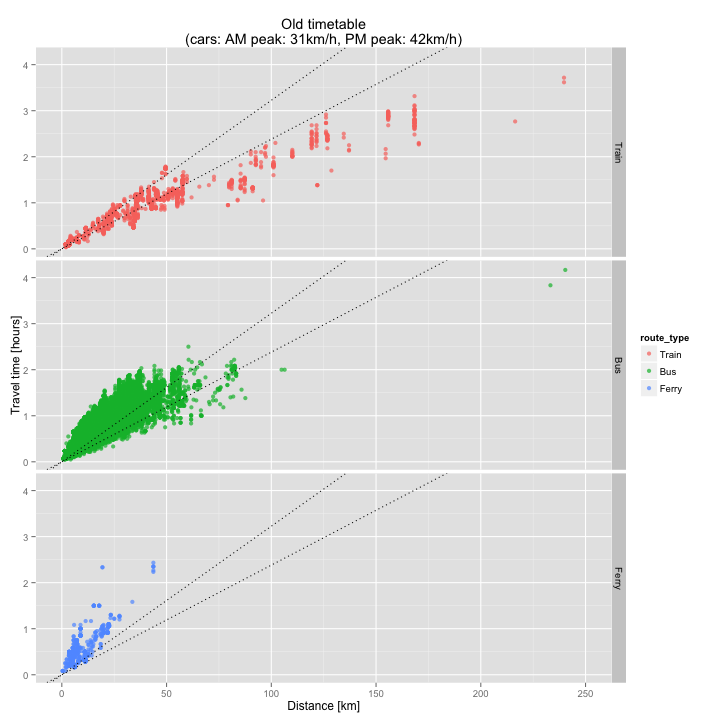 Old timetable
(cars: AM peak: 31km/h, PM peak: 42km/h)
4
3
2
1
0
Train
Travel time [hours]
4
3
2
1
0
Bus
route_type
Train
Bus
Ferry
4
3
2
1
0
Ferry
0 50 100 150 200 250
Distance [km]